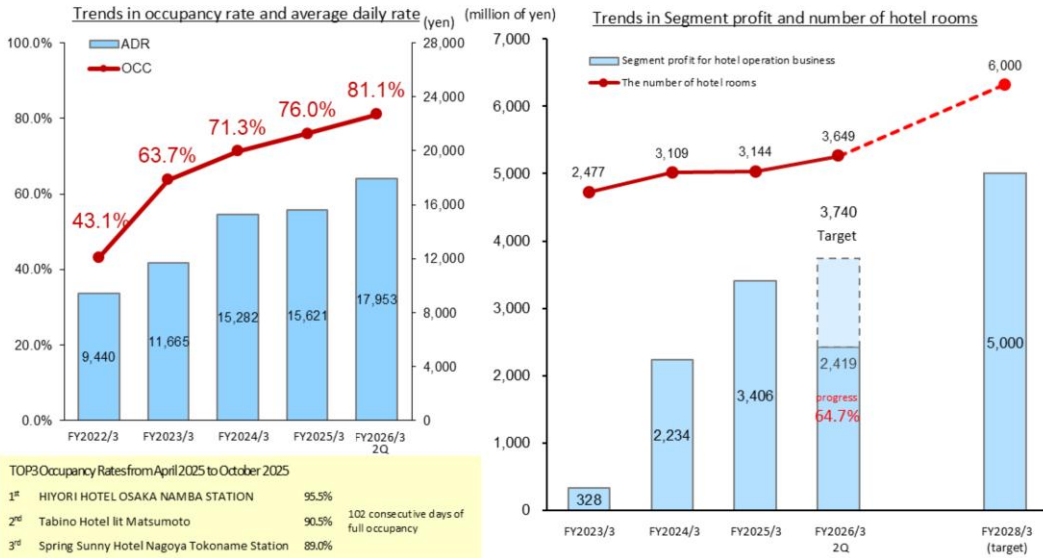 Trends in occupancy rate and average daily rate
(yen)
ADR
OCC
100.0%
80.0%
60.0%
40.0%
20.0%
0.0%
28,000
24,000
20,000
16,000
12,000
8,000
4,000
0
43.1%
63.7%
71.3%
76.0%
81.1%
9,440
11,665
15,282
15,621
17,953
FY2022/3
FY2023/3
FY2024/3
FY2025/3
FY2026/3
2Q
TOP3 Occupancy Rates from April 2025 to October 2025
1st HIYORI HOTEL OSAKA NAMBA STATION 95.5%
2nd Tabino Hotel lit Matsumoto 90.5%
3rd Spring Sunny Hotel Nagoya Tokoname Station 89.0%
102 consecutive days of
full occupancy
(million of yen)
Trends in Segment profit and number of hotel rooms
Segment profit for hotel operation business
The number of hotel rooms
7,000
6,000
5,000
4,000
3,000
2,000
1,000
0
2,477
3,109
3,144
3,649
6,000
3,740
Target
328
2,234
3,406
2,419
progress
64.7%
5,000
FY2023/3
FY2024/3
FY2025/3
FY2026/3
2Q
FY2028/3
(target)